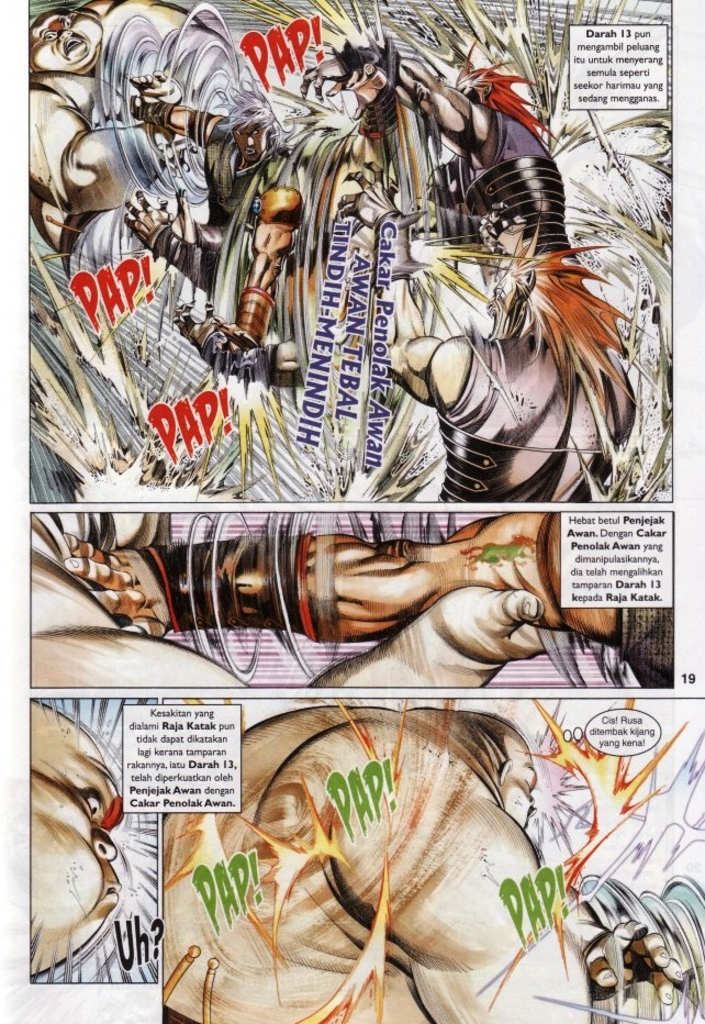 PAP!
Darah 13 pun
mengambil peluang
itu untuk menyerang
semula seperti
seekor harimau yang
sedang mengganas.
PAP!
Cakar Penolak Awan
AWAN TEBAL
TINDIH-MENINDIH
PAP!
Hebat betul Penjejak
Awan. Dengan Cakar
Penolak Awan yang
dimanipulasikannya,
dia telah mengalihkan
tamparan Darah 13
kepada Raja Katak.
19
Kesakitan yang
dialami Raja Katak pun
tidak dapat dikatakan
lagi kerana tamparan
rakannya, iatu Darah 13,
telah diperkuatkan oleh
Penjejak Awan dengan
Cakar Penolak Awan.
Cis! Rusa
ditembak kijang
yang kena!
PAP!
PAP!
PAP!
Uh?